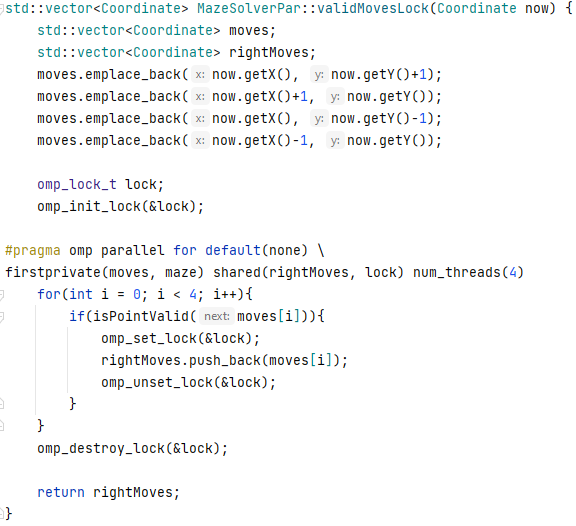 std::vector<Coordinate> MazeSolverPar::validMovesLock(Coordinate now) {
    std::vector<Coordinate> moves;
    std::vector<Coordinate> rightMoves;
    moves.emplace_back( x: now.getX(), y: now.getY()+1);
    moves.emplace_back( x: now.getX()+1, y: now.getY());
    moves.emplace_back( x: now.getX(), y: now.getY()-1);
    moves.emplace_back( x: now.getX()-1, y: now.getY());

    omp_lock_t lock;
    omp_init_lock(&lock);

#pragma omp parallel for default(none) \
firstprivate(moves, maze) shared(rightMoves, lock) num_threads(4)
    for(int i = 0; i < 4; i++){
        if(isPointValid( next: moves[i])){
            omp_set_lock(&lock);
            rightMoves.push_back(moves[i]);
            omp_unset_lock(&lock);
        }
    }
    omp_destroy_lock(&lock);

    return rightMoves;
}